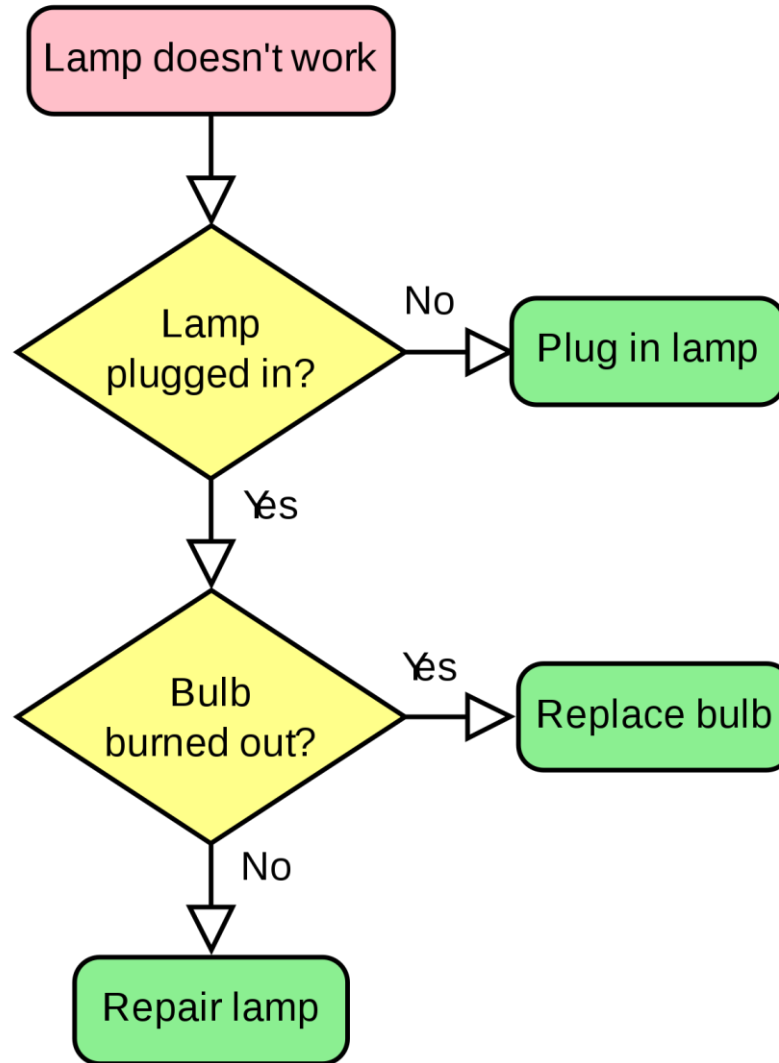 Lamp doesn't work
Lamp
plugged in?
No
Plug in lamp
Yes
Bulb
burned out?
Yes
Replace bulb
No
Repair lamp